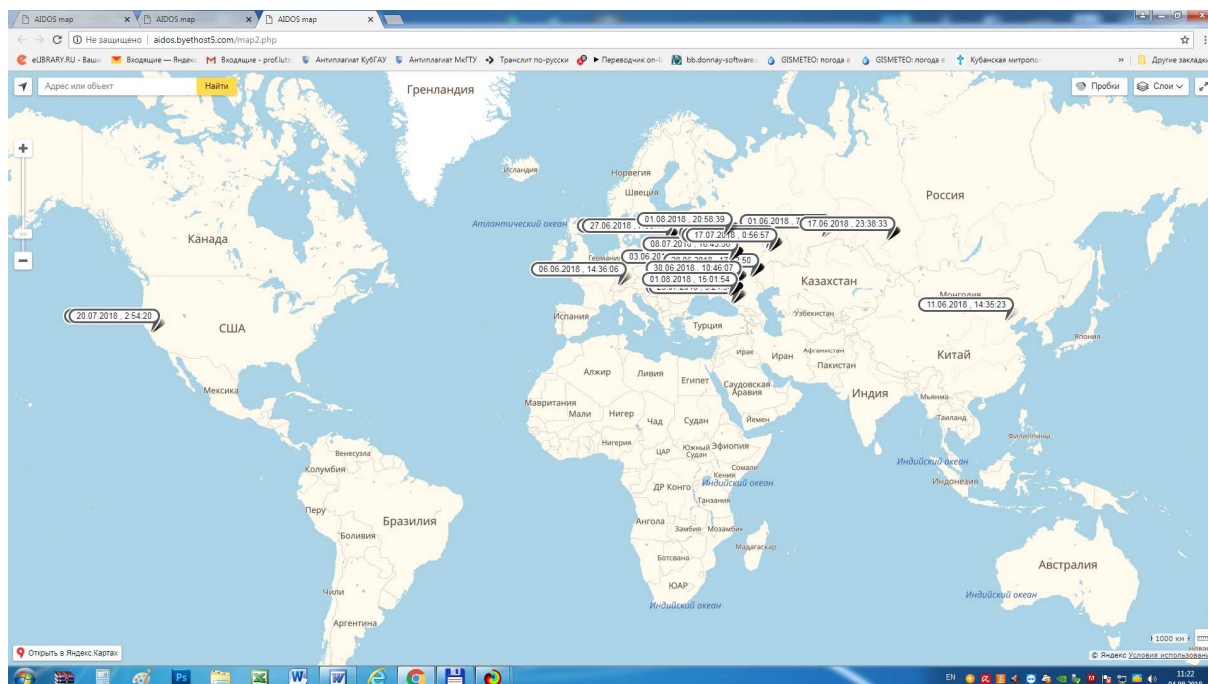 AIDOS map
AIDOS map
AIDOS map
Не защищено | aidos.byethost5.com/map2.php
eLIBRARY.RU - Ваш
Входящие — Яндекс
Входящие - prof.luts
Антиплагиат КубГАУ
Антиплагиат МкГТУ
Транслит по-русски
► Переводчик on-li
bb.donnay-software.
GISMETEO: погода в
GISMETEO: погода в
Кубанская митропол
»
Другие закладки
Адрес или объект
Найти
Гренландия
Пробки
Слои
Исландия
Норвегия
Швеция
Россия
Атлантический океан
27.06.2018
01.08.2018 , 20:58:39
01.06.2018 , 7
17.06.2018 , 23:38:33
17.07.2018 , 0:56:57
Канада
Германия
06.06.2018 , 14:36:06
30.06.2018 , 10:46:07
01.08.2018 , 15:01:54
Казахстан
Монголия
11.06.2018 , 14:35:23
20.07.2018 , 2:54:20
США
Испания
Турция
Узбекистан
Япония
Ирак
Иран
Афганистан
Пакистан
Китай
Мексика
Алжир
Ливия
Египет
Саудовская
Аравия
Индия
Мьянма
Мавритания
Мали
Нигер
Чад
Судан
Йемен
Таиланд
Филиппины
Нигерия
ЦАР
Южный
Судан
Эфиопия
Венесуэла
Колумбия
Сомали
Кения
Индийский океан
Индийский океан
Индонезия
ДР Конго
Танзания
Перу
Бразилия
Боливия
Ангола
Замбия
Мозамбик
Мадагаскар
Ботсвана
Австралия
Чили
ЮАР
Индийский океан
Индийский океан
Аргентина
1000 км
Открыть в Яндекс.Картах
© Яндекс Условия использовани
EN
11:22
04.08.2018